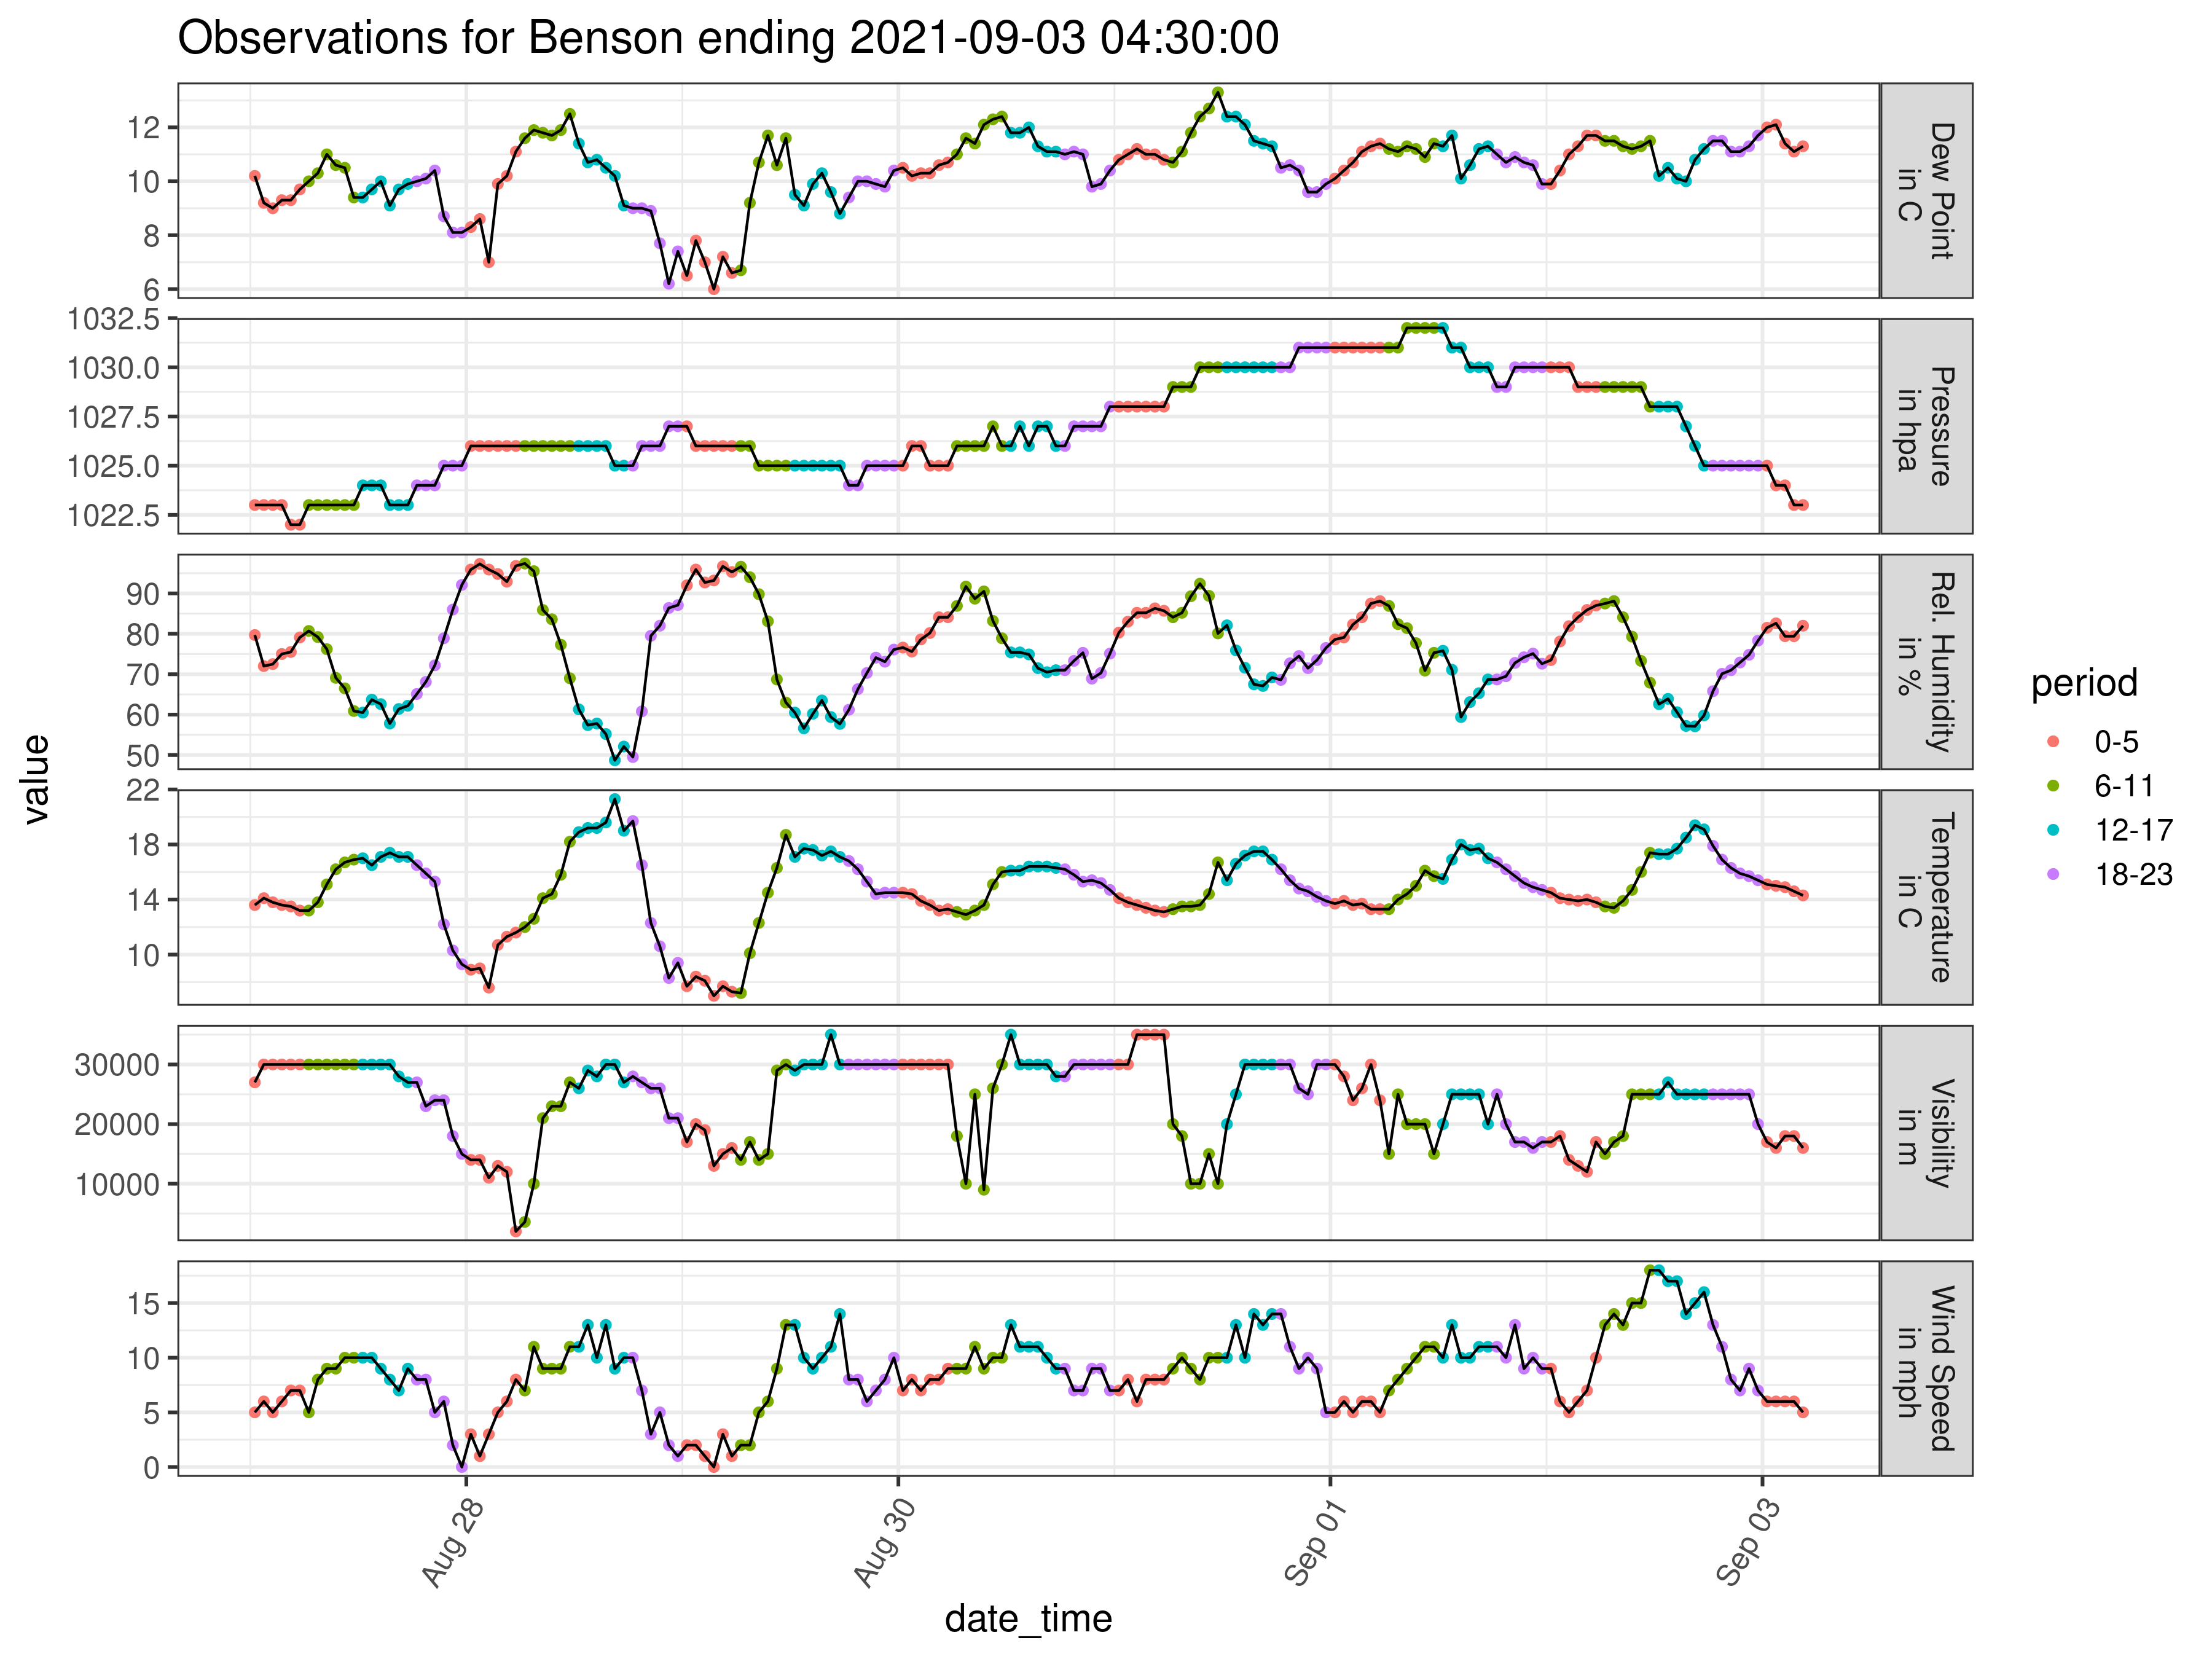 Observations for Benson ending 2021-09-03 04:30:00
value
12
10
8
6
Dew Point
in C
1032.5
1030.0
1027.5
1025.0
1022.5
Pressure
in hpa
90
80
70
60
50
Rel. Humidity
in %
22
18
14
10
Temperature
in C
30000
20000
10000
Visibility
in m
15
10
5
0
Wind Speed
in mph
Aug 28
Aug 30
Sep 01
Sep 03
date_time
period
0-5
6-11
12-17
18-23